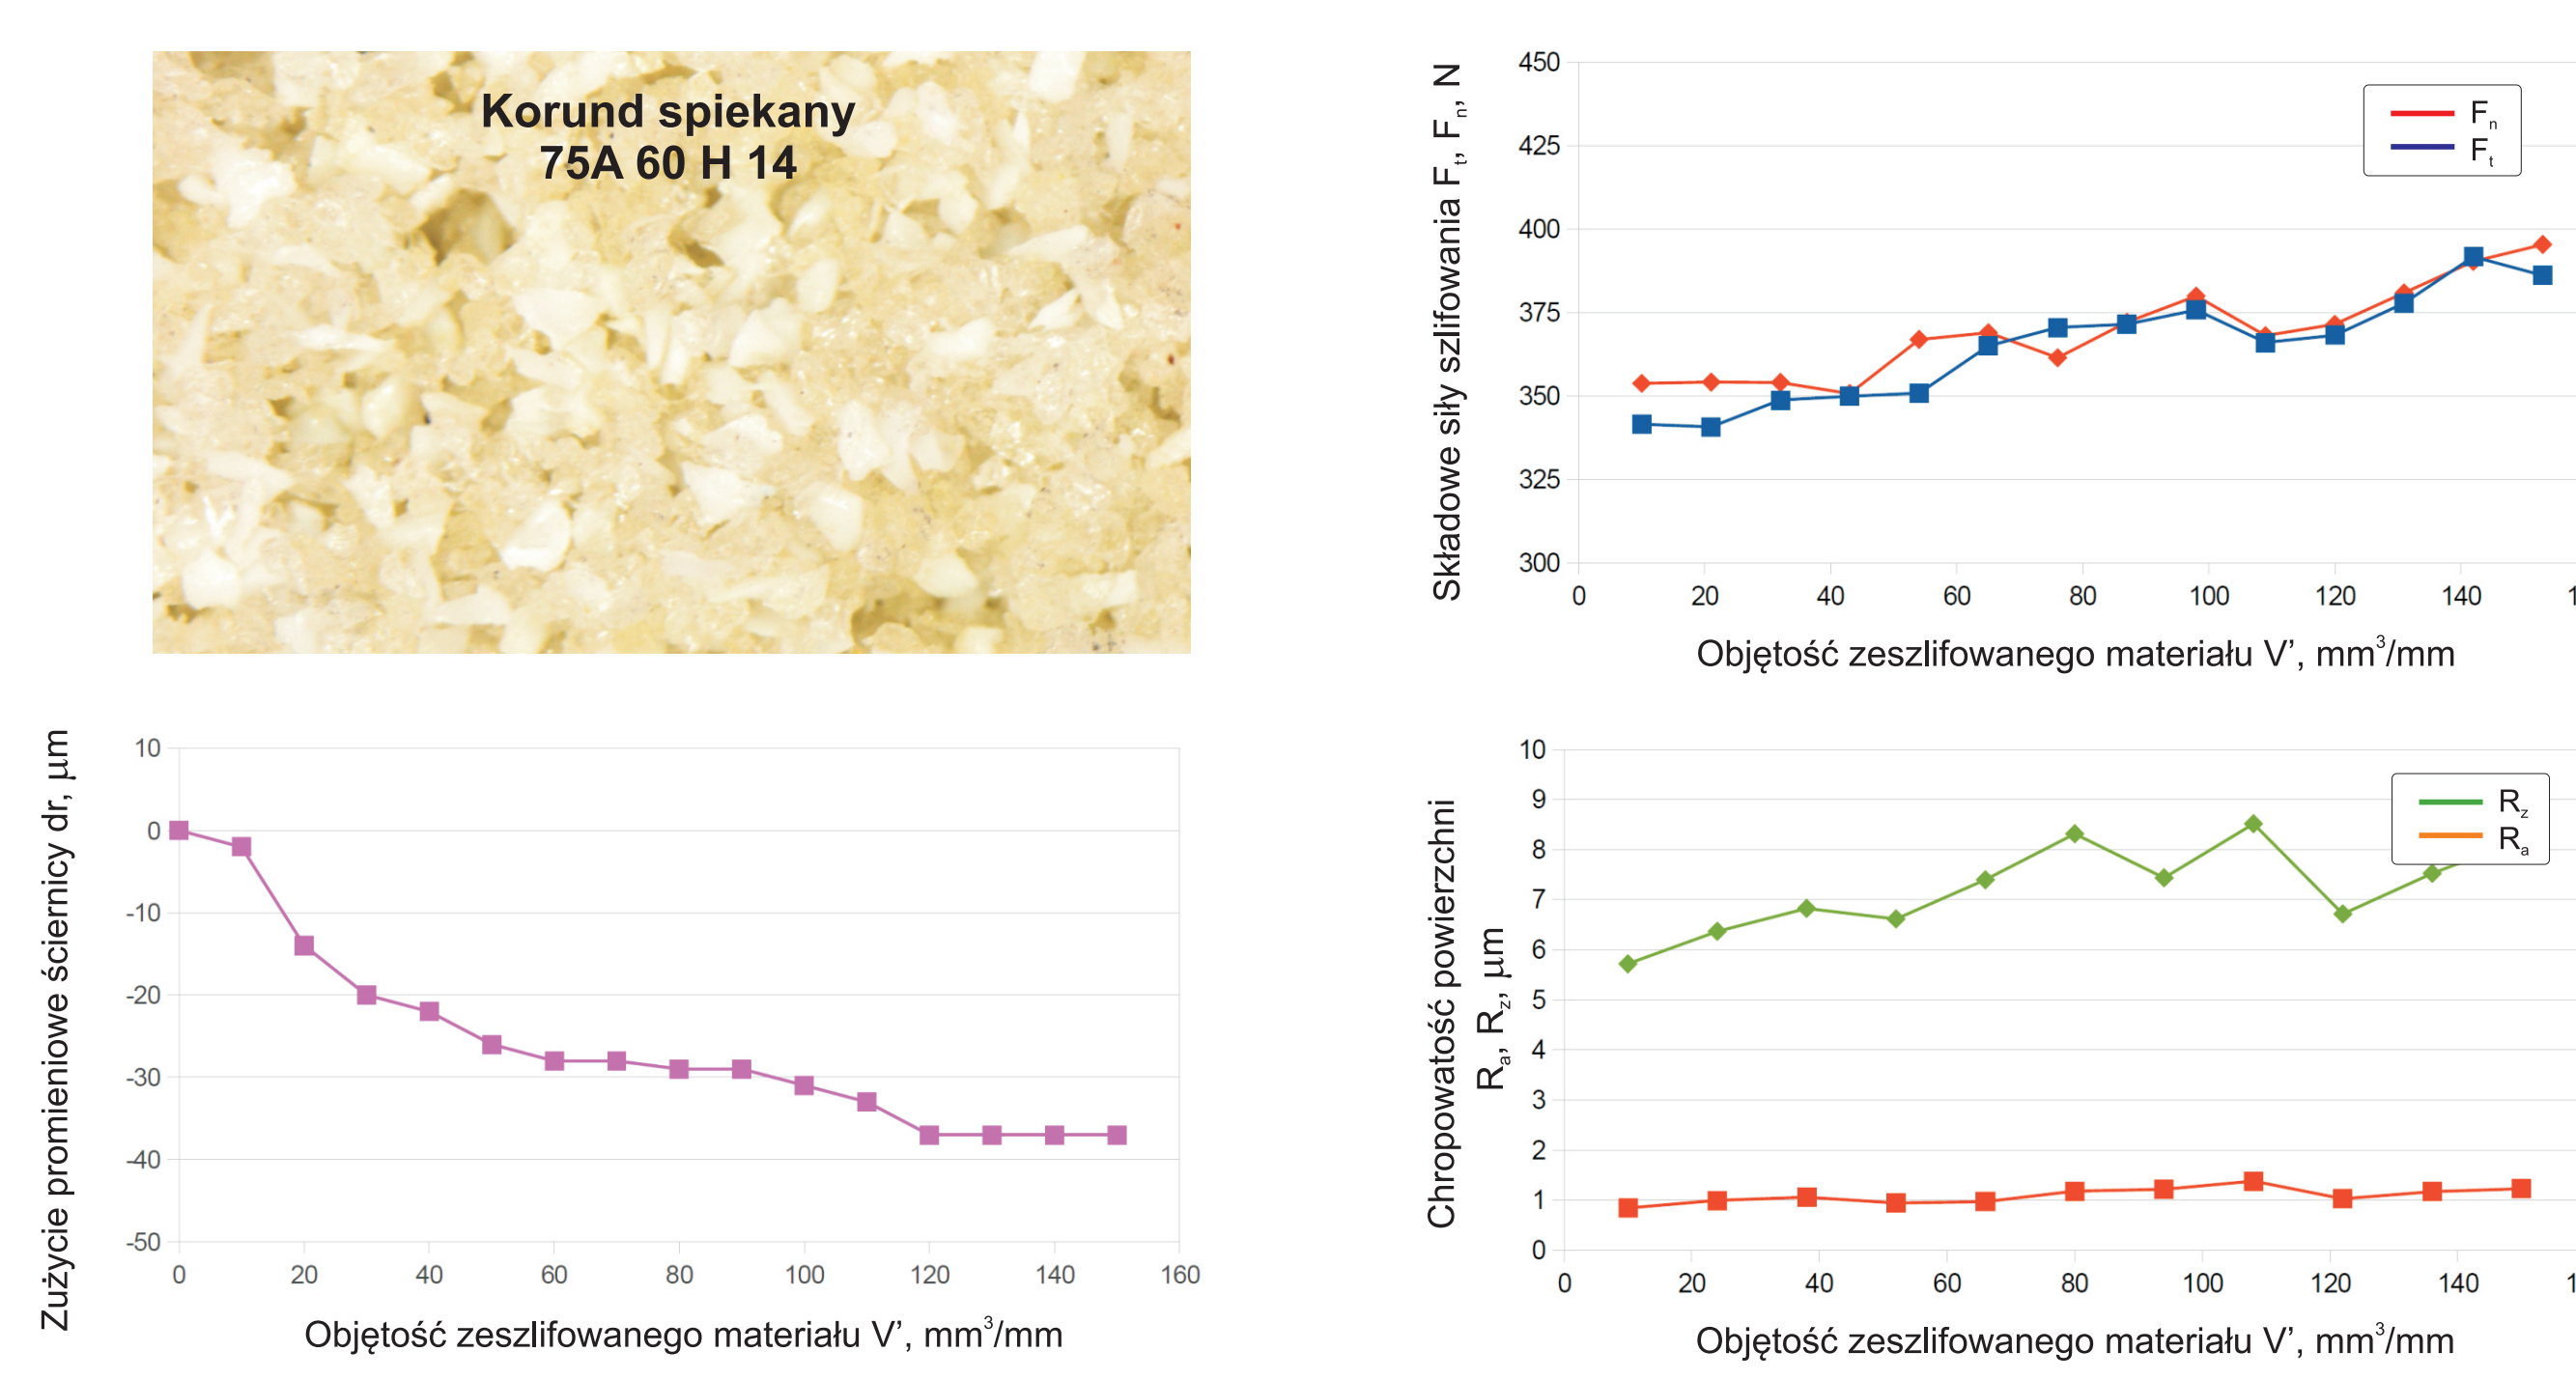 Korund spiekany
75A 60 H 14
Składowe siły szlifowania Ft, Fn, N
450
425
400
375
350
325
300
Fn
Ft
0 20 40 60 80 100 120 140
Objętość zeszlifowanego materiału V’, mm³/mm
Zużycie promieniowe ściernicy dr, μm
10
0
-10
-20
-30
-40
-50
0 20 40 60 80 100 120 140 160
Objętość zeszlifowanego materiału V’, mm³/mm
Chropowatość powierzchni
Ra, Rz, μm
10
9
8
7
6
5
4
3
2
1
0
Rz
Ra
0 20 40 60 80 100 120 140
Objętość zeszlifowanego materiału V’, mm³/mm